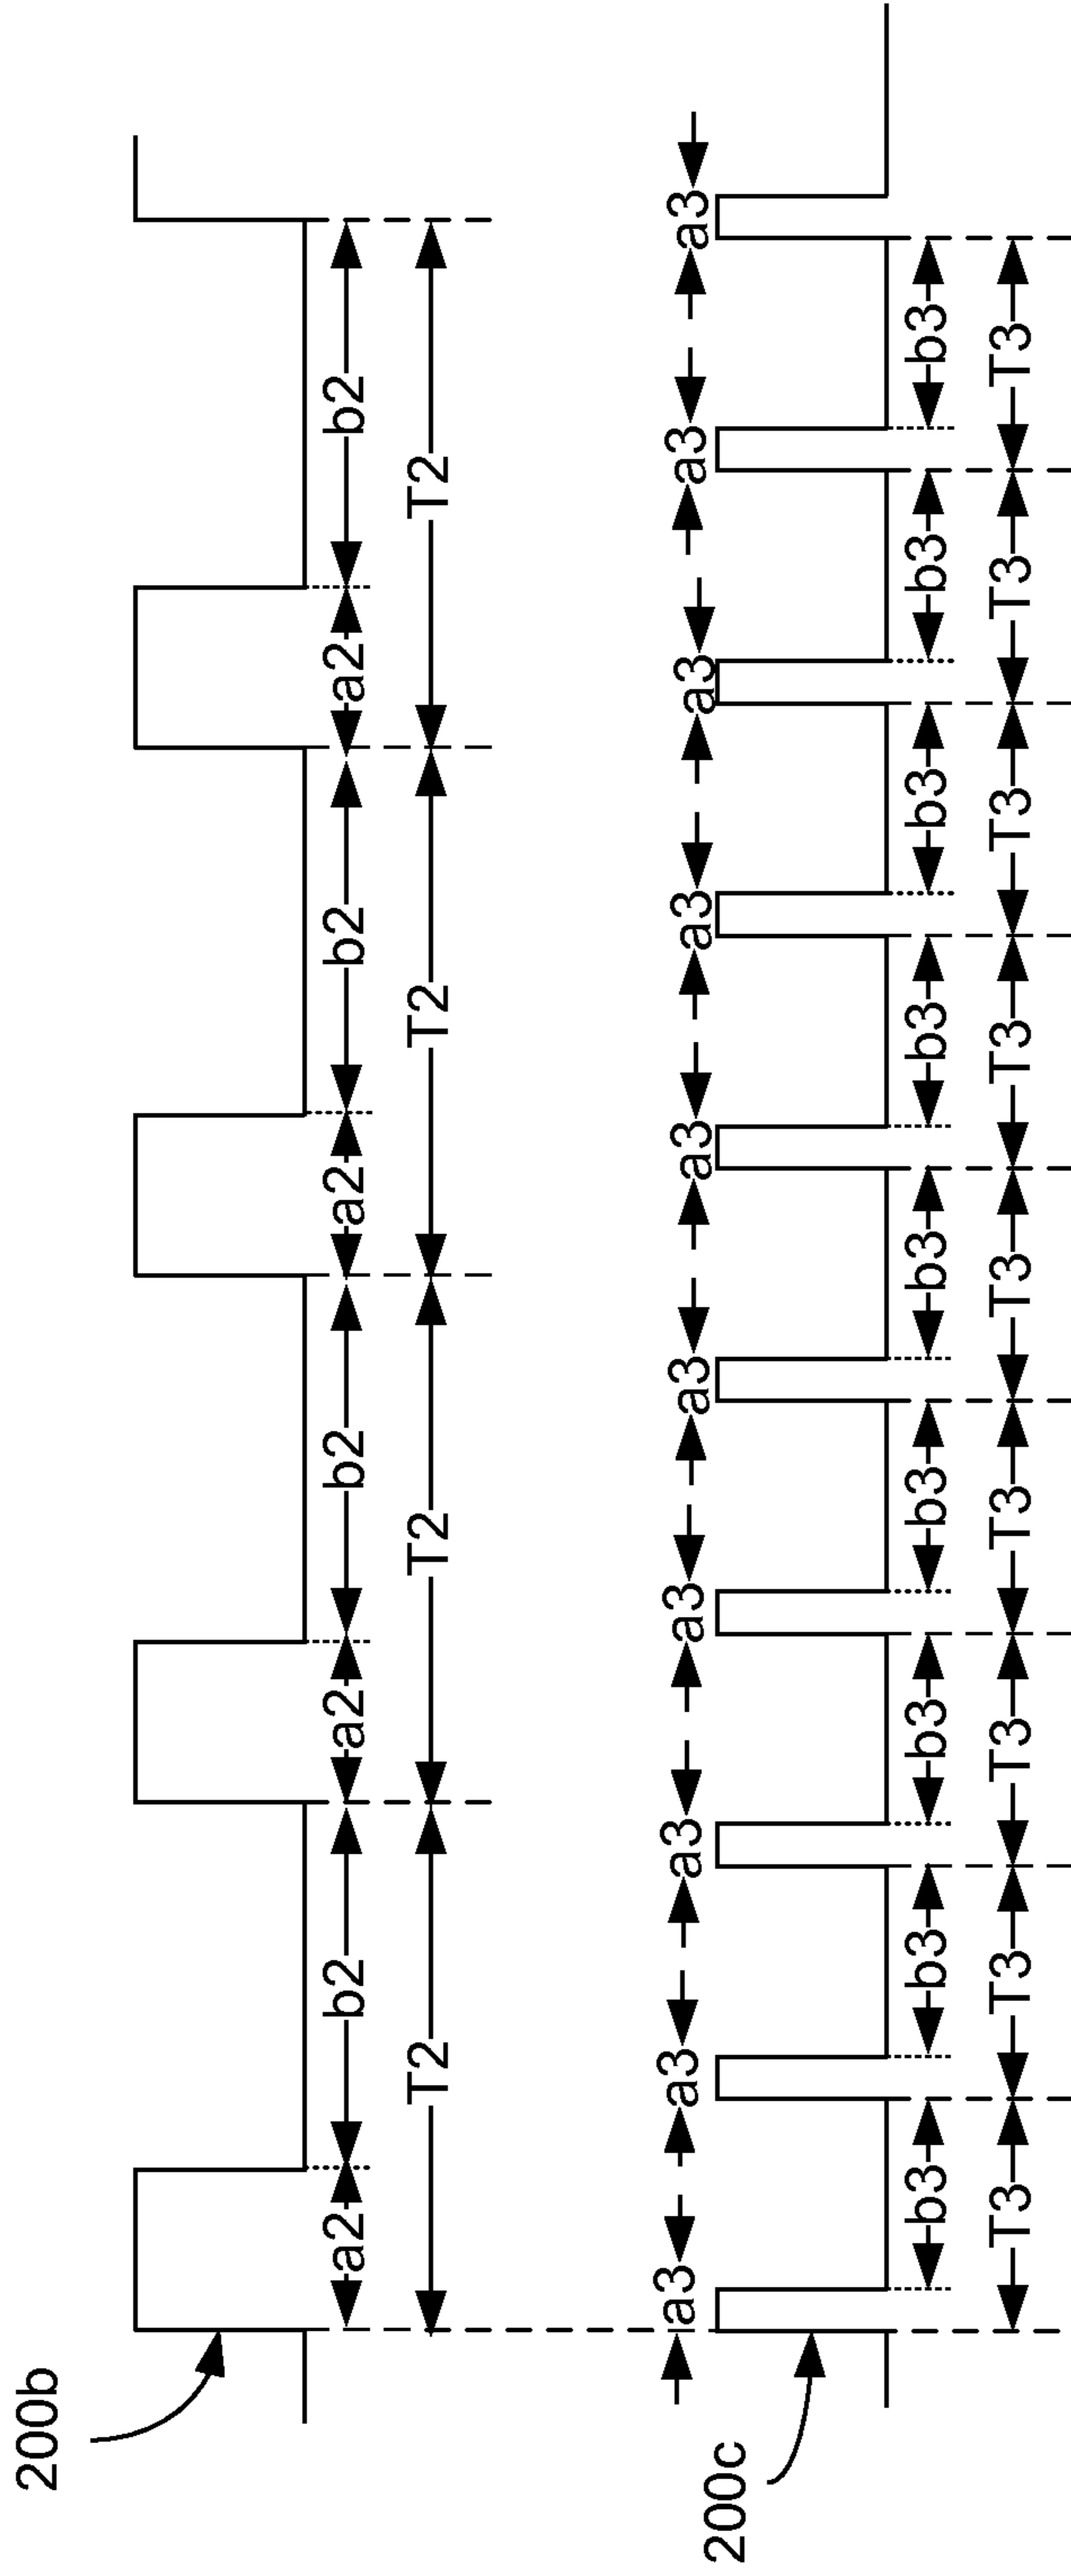 200b
a2 b2 a2 b2 a2 b2 a2 b2
T2 T2 T2 T2
a3 a3 a3 a3 a3 a3 a3 a3 a3 a3
200c
b3 b3 b3 b3 b3 b3 b3 b3 b3
T3 T3 T3 T3 T3 T3 T3 T3 T3